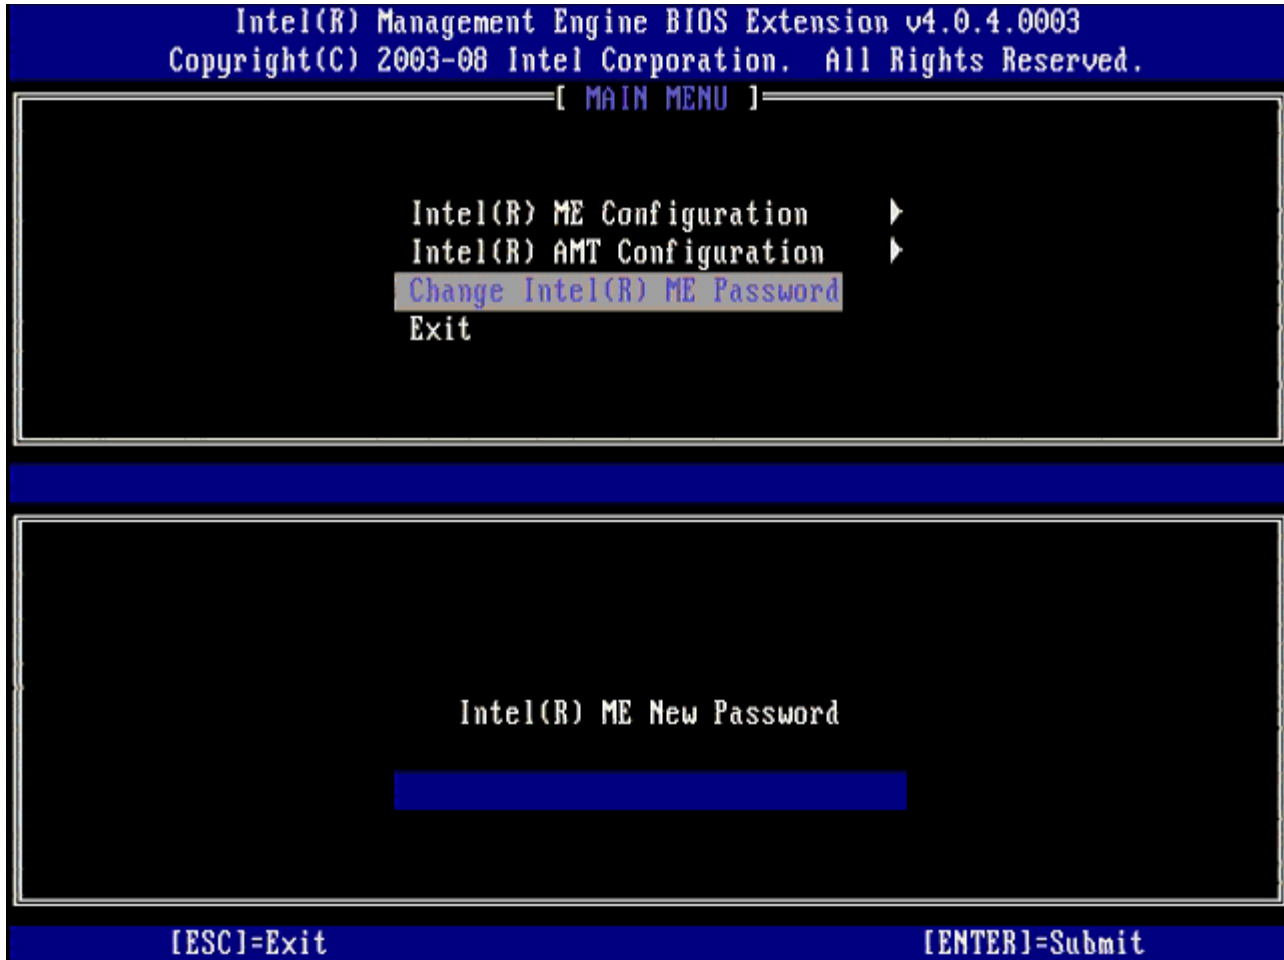 Intel(R) Management Engine BIOS Extension v4.0.4.0003
Copyright(C) 2003-08 Intel Corporation. All Rights Reserved.
[ MAIN MENU ]
Intel(R) ME Configuration
Intel(R) AMT Configuration
Change Intel(R) ME Password
Exit
Intel(R) ME New Password
[ESC]=Exit [ENTER]=Submit